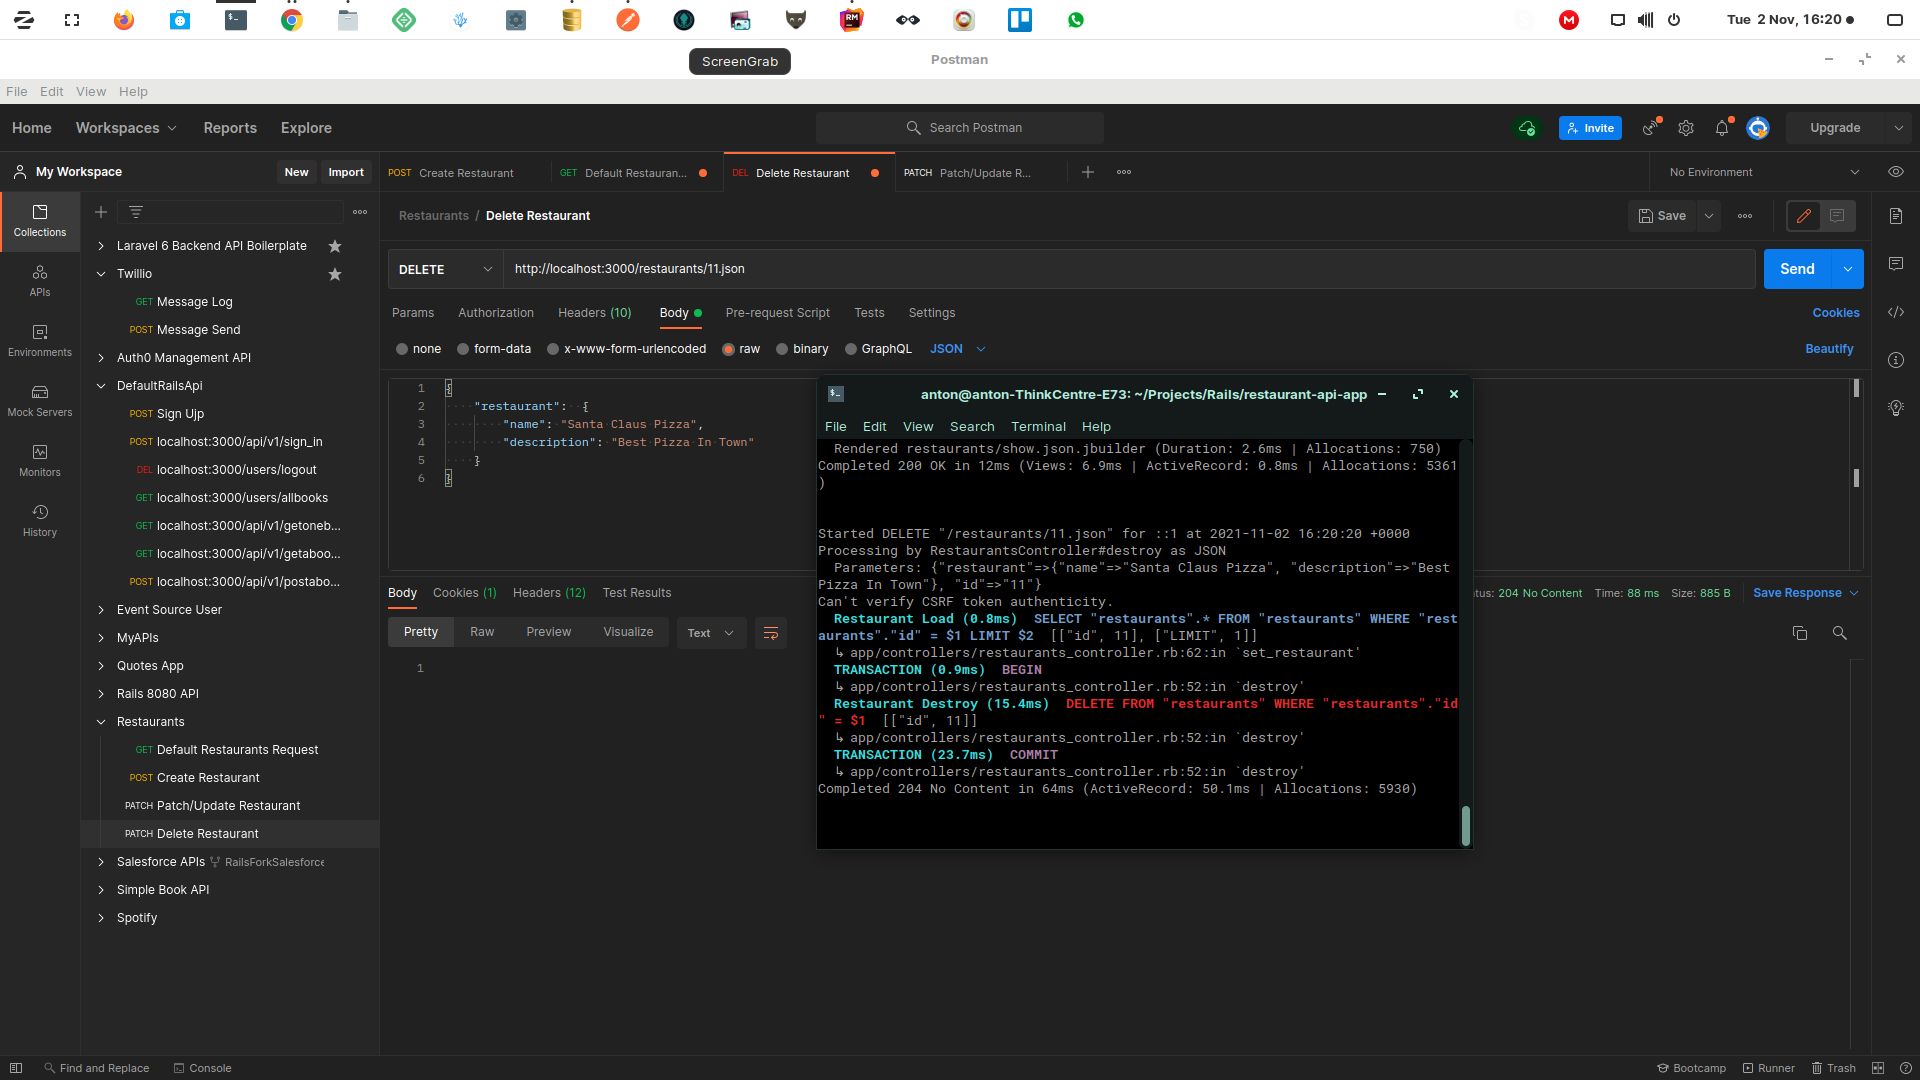 Tue 2 Nov, 16:20
ScreenGrab
Postman
File Edit View Help
Home Workspaces Reports Explore
Search Postman
Invite
Upgrade
My Workspace
New Import
POST Create Restaurant
GET Default Restauran...
DEL Delete Restaurant
PATCH Patch/Update R...
No Environment
Collections
APIs
Environments
Mock Servers
Monitors
History
Laravel 6 Backend API Boilerplate
Twillio
GET Message Log
POST Message Send
Auth0 Management API
DefaultRailsApi
POST Sign Ujp
POST localhost:3000/api/v1/sign_in
DEL localhost:3000/users/logout
GET localhost:3000/users/allbooks
GET localhost:3000/api/v1/getoneb...
GET localhost:3000/api/v1/getaboo...
POST localhost:3000/api/v1/postabo...
Event Source User
MyAPIs
Quotes App
Rails 8080 API
Restaurants
GET Default Restaurants Request
POST Create Restaurant
PATCH Patch/Update Restaurant
PATCH Delete Restaurant
Salesforce APIs RailsForkSalesforce
Simple Book API
Spotify
Restaurants / Delete Restaurant
Save
DELETE
http://localhost:3000/restaurants/11.json
Send
Params Authorization Headers (10) Body Pre-request Script Tests Settings
Cookies
none form-data x-www-form-urlencoded raw binary GraphQL JSON
Beautify
1 {
2 "restaurant": {
3 "name": "Santa Claus Pizza",
4 "description": "Best Pizza In Town"
5 }
6 }
Body Cookies (1) Headers (12) Test Results
tus: 204 No Content Time: 88 ms Size: 885 B Save Response
Pretty Raw Preview Visualize Text
1
anton@anton-ThinkCentre-E73: ~/Projects/Rails/restaurant-api-app
File Edit View Search Terminal Help
Rendered restaurants/show.json.jbuilder (Duration: 2.6ms | Allocations: 750)
Completed 200 OK in 12ms (Views: 6.9ms | ActiveRecord: 0.8ms | Allocations: 5361
)
Started DELETE "/restaurants/11.json" for ::1 at 2021-11-02 16:20:20 +0000
Processing by RestaurantsController#destroy as JSON
Parameters: {"restaurant"=>{"name"=>"Santa Claus Pizza", "description"=>"Best
Pizza In Town"}, "id"=>"11"}
Can't verify CSRF token authenticity.
Restaurant Load (0.8ms) SELECT "restaurants".* FROM "restaurants" WHERE "rest
aurants"."id" = $1 LIMIT $2 [["id", 11], ["LIMIT", 1]]
↳ app/controllers/restaurants_controller.rb:62:in `set_restaurant'
TRANSACTION (0.9ms) BEGIN
↳ app/controllers/restaurants_controller.rb:52:in `destroy'
Restaurant Destroy (15.4ms) DELETE FROM "restaurants" WHERE "restaurants"."id
" = $1 [["id", 11]]
↳ app/controllers/restaurants_controller.rb:52:in `destroy'
TRANSACTION (23.7ms) COMMIT
↳ app/controllers/restaurants_controller.rb:52:in `destroy'
Completed 204 No Content in 64ms (ActiveRecord: 50.1ms | Allocations: 5930)
Find and Replace Console
Bootcamp Runner Trash